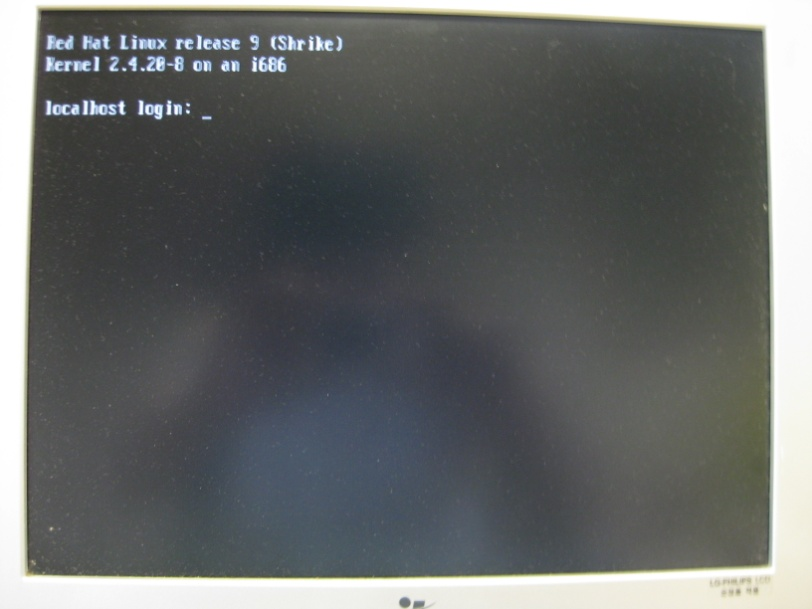 Red Hat Linux release 9 (Shrike)
Kernel 2.4.20-8 on an i686
localhost login: _
LG.PHILIPS LCD